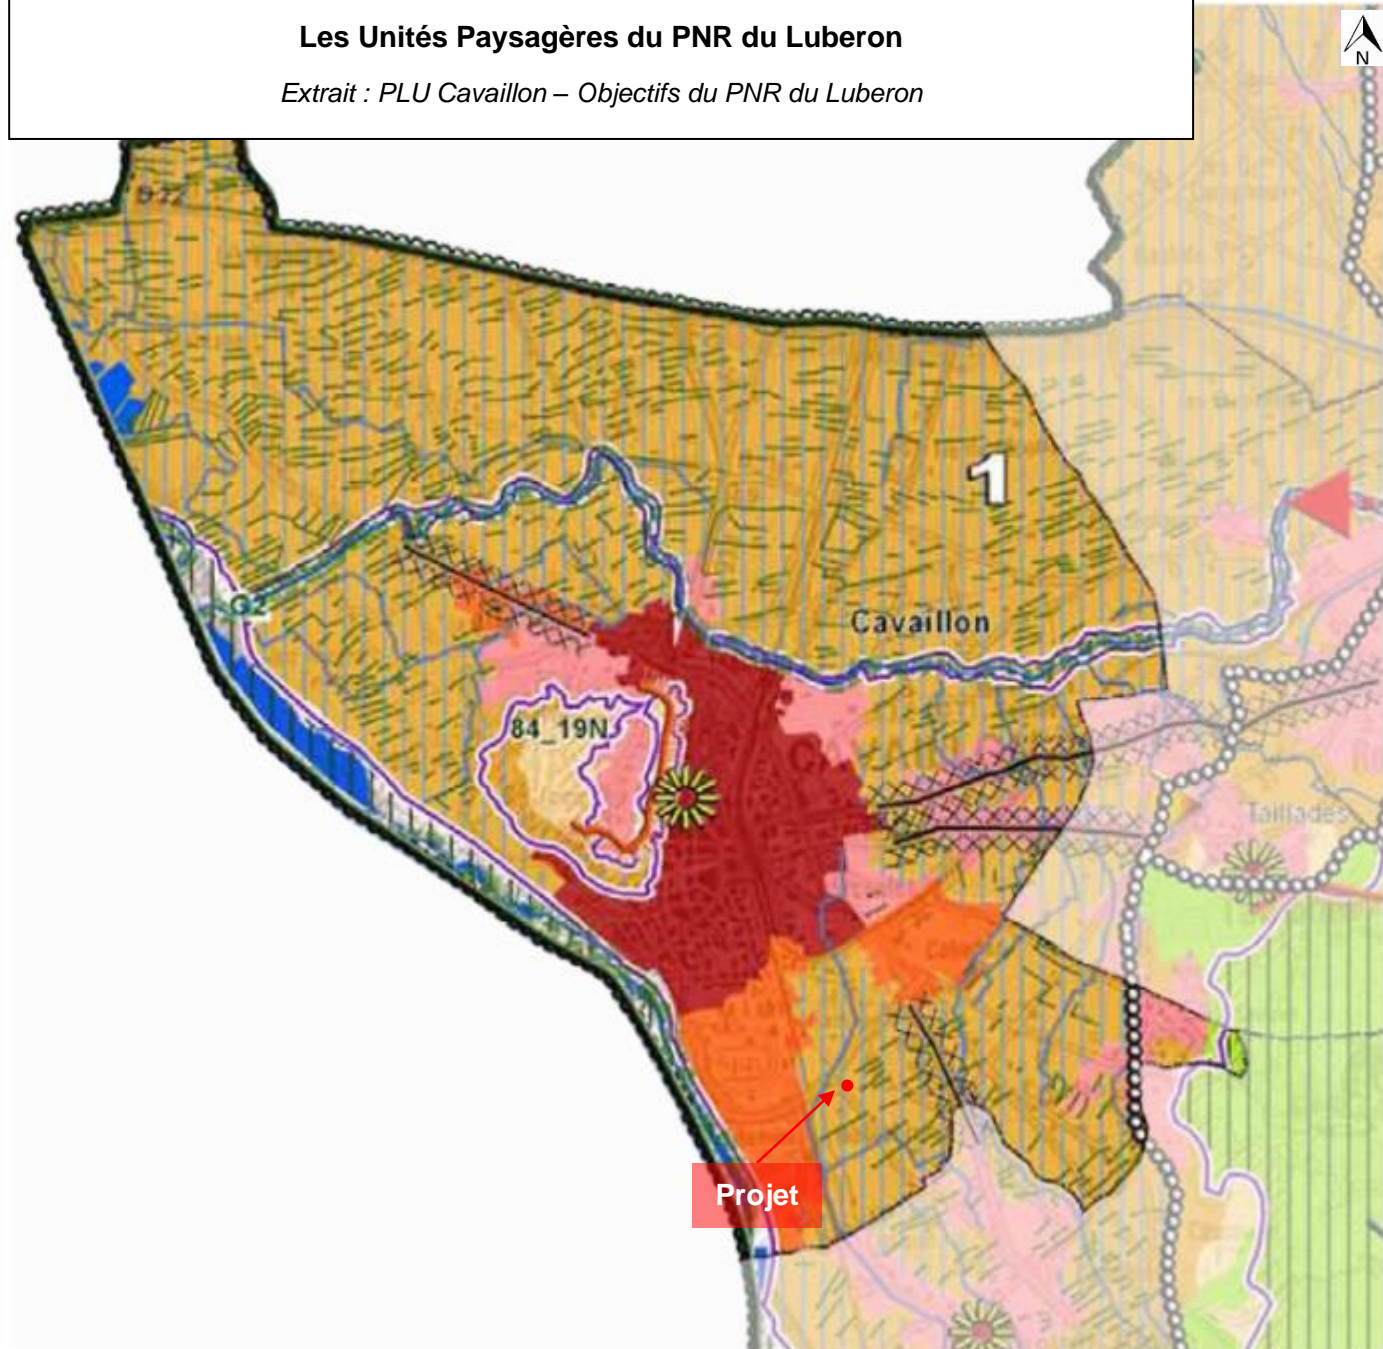 Les Unités Paysagères du PNR du Luberon
Extrait : PLU Cavaillon – Objectifs du PNR du Luberon
N
1
Cavaillon
G2
84_19N
Taillades
Projet